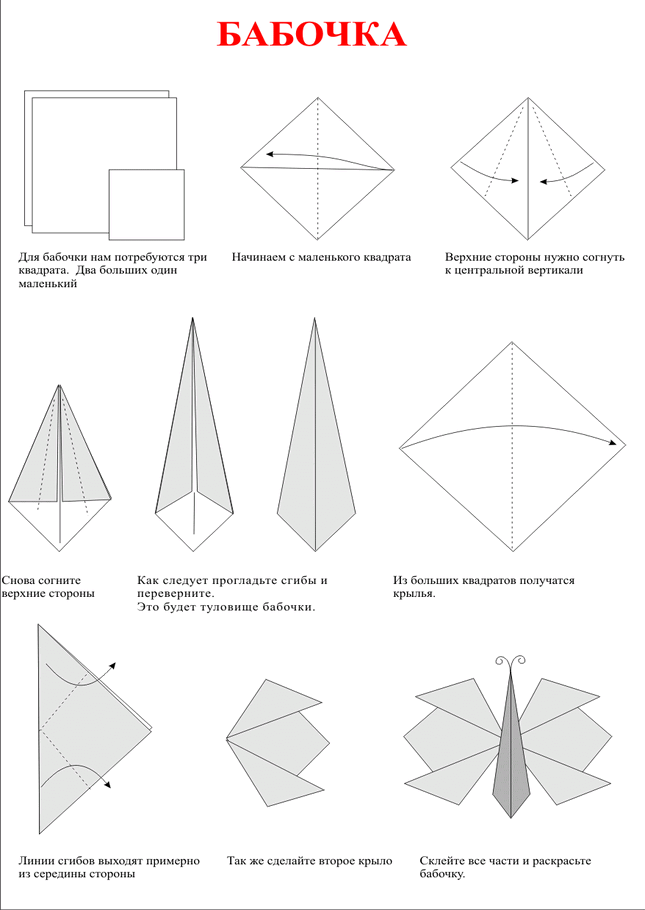 БАБОЧКА
Для бабочки нам потребуются три
квадрата. Два больших один
маленький
Начинаем с маленького квадрата
Верхние стороны нужно согнуть
к центральной вертикали
Снова согните
верхние стороны
Как следует прогладьте сгибы и
переверните.
Это будет туловище бабочки.
Из больших квадратов получатся
крылья.
Линии сгибов выходят примерно
из середины стороны
Так же сделайте второе крыло
Склейте все части и раскрасьте
бабочку.